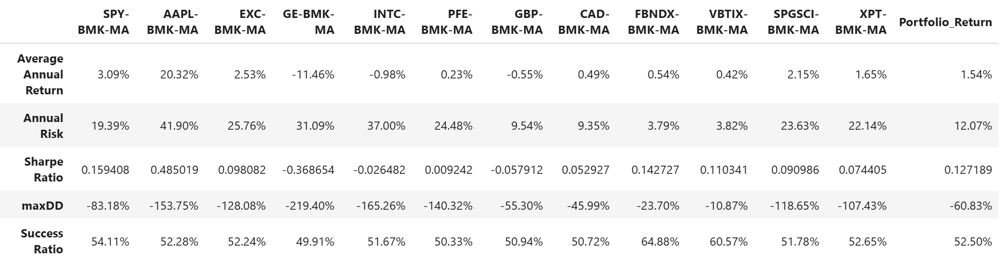 SPY-BMK-MA AAPL-BMK-MA EXC-BMK-MA GE-BMK-MA INTC-BMK-MA PFE-BMK-MA GBP-BMK-MA CAD-BMK-MA FBNDX-BMK-MA VBTIX-BMK-MA SPGSCI-BMK-MA XPT-BMK-MA Portfolio_Return
Average Annual Return 3.09% 20.32% 2.53% -11.46% -0.98% 0.23% -0.55% 0.49% 0.54% 0.42% 2.15% 1.65% 1.54%
Annual Risk 19.39% 41.90% 25.76% 31.09% 37.00% 24.48% 9.54% 9.35% 3.79% 3.82% 23.63% 22.14% 12.07%
Sharpe Ratio 0.159408 0.485019 0.098082 -0.368654 -0.026482 0.009242 -0.057912 0.052927 0.142727 0.110341 0.090986 0.074405 0.127189
maxDD -83.18% -153.75% -128.08% -219.40% -165.26% -140.32% -55.30% -45.99% -23.70% -10.87% -118.65% -107.43% -60.83%
Success Ratio 54.11% 52.28% 52.24% 49.91% 51.67% 50.33% 50.94% 50.72% 64.88% 60.57% 51.78% 52.65% 52.50%